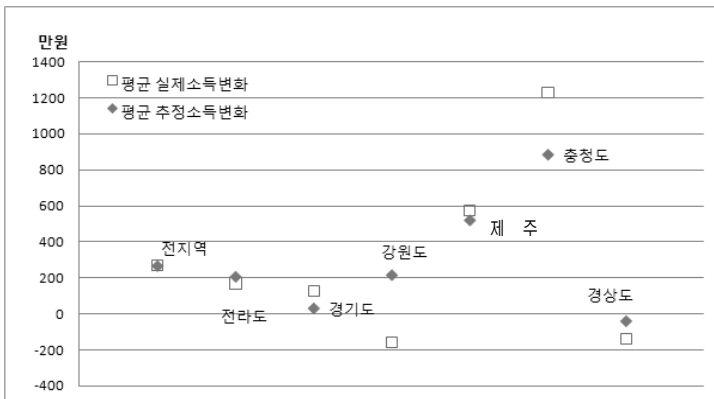 만원
1400
1200
1000
800
600
400
200
0
-200
-400
평균 실제소득변화
평균 추정소득변화
충청도
제 주
전지역
강원도
경상도
전라도
경기도